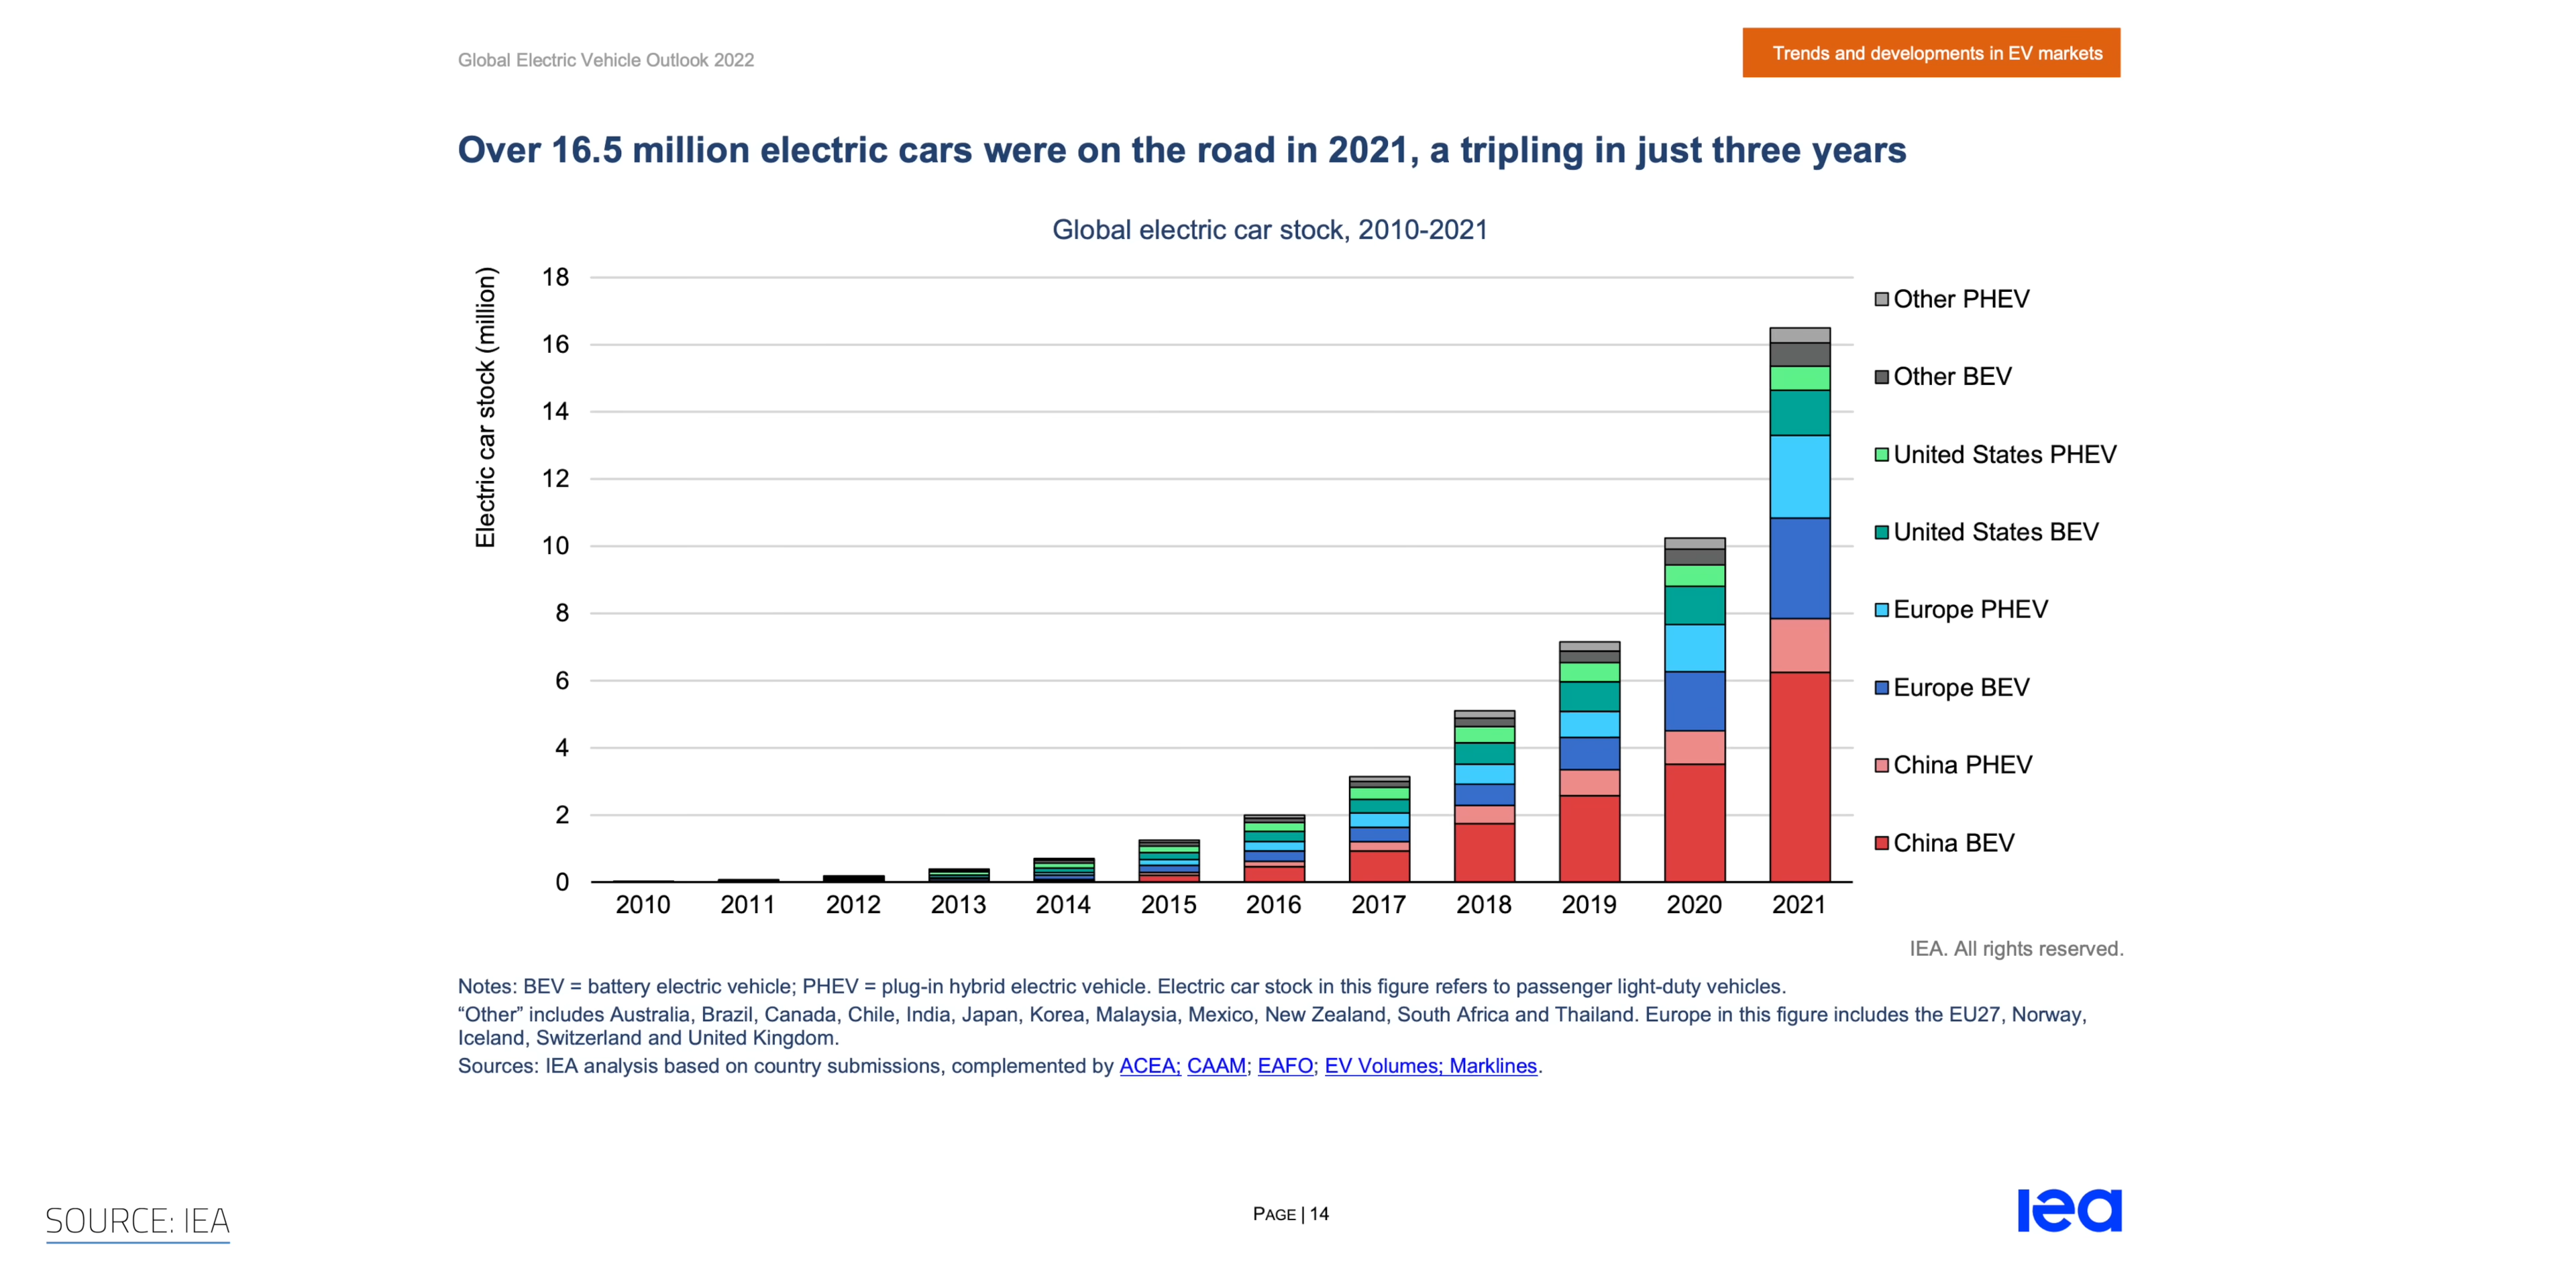 Global Electric Vehicle Outlook 2022
Trends and developments in EV markets
Over 16.5 million electric cars were on the road in 2021, a tripling in just three years
Global electric car stock, 2010-2021
Electric car stock (million)
18
16
14
12
10
8
6
4
2
0
2010 2011 2012 2013 2014 2015 2016 2017 2018 2019 2020 2021
Other PHEV
Other BEV
United States PHEV
United States BEV
Europe PHEV
Europe BEV
China PHEV
China BEV
IEA. All rights reserved.
Notes: BEV = battery electric vehicle; PHEV = plug-in hybrid electric vehicle. Electric car stock in this figure refers to passenger light-duty vehicles.
“Other” includes Australia, Brazil, Canada, Chile, India, Japan, Korea, Malaysia, Mexico, New Zealand, South Africa and Thailand. Europe in this figure includes the EU27, Norway,
Iceland, Switzerland and United Kingdom.
Sources: IEA analysis based on country submissions, complemented by ACEA; CAAM; EAFO; EV Volumes; Marklines.
SOURCE: IEA
PAGE | 14
iea